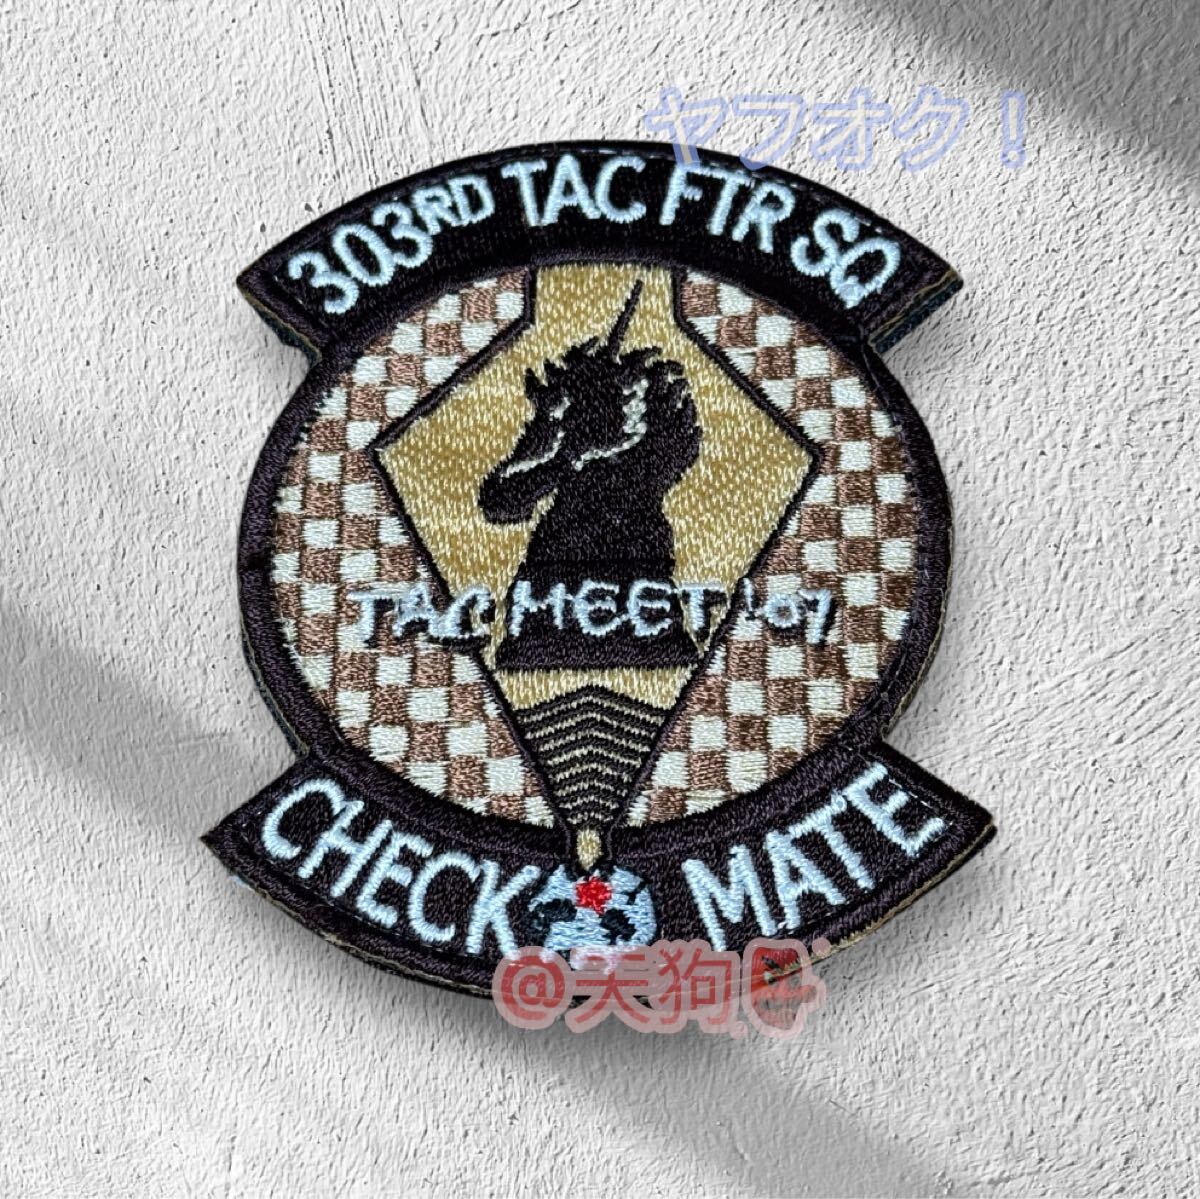 ヤフオク!
303RD TAC FTR SQ
TAC MEET '07
CHECK MATE
@天狗